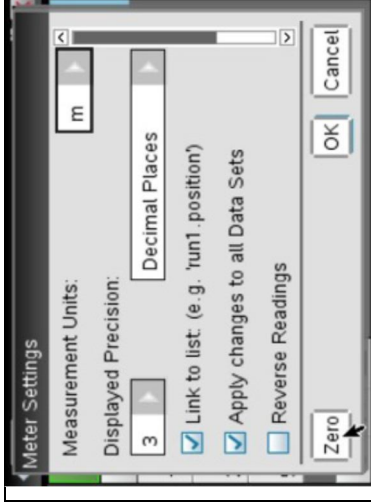 Meter Settings
Measurement Units:
m
Displayed Precision:
3
Decimal Places
Link to list: (e.g. 'run1.position')
Apply changes to all Data Sets
Reverse Readings
Zero
OK
Cancel